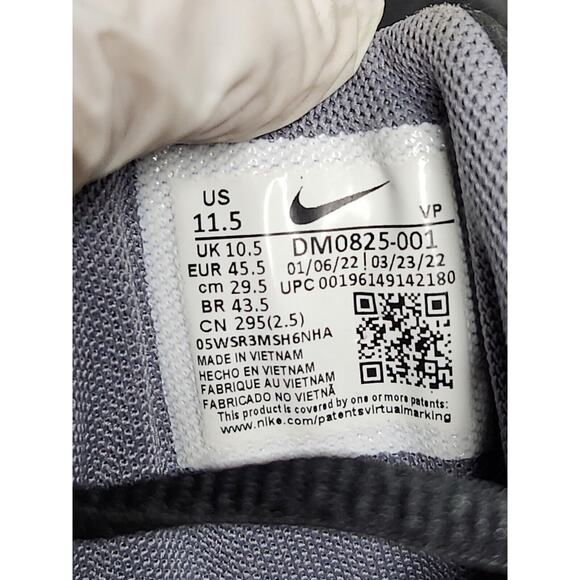 US
11.5
VP
UK 10.5
EUR 45.5
cm 29.5
BR 43.5
CN 295(2.5)
DM0825-001
01/06/22 | 03/23/22
UPC 00196149142180
05WSR3MSH6NHA
MADE IN VIETNAM
HECHO EN VIETNAM
FABRIQUE AU VIETNAM
FABRICADO NO VIETNÃ
This product is covered by one or more patents.
www.nike.com/patentsvirtualmarking